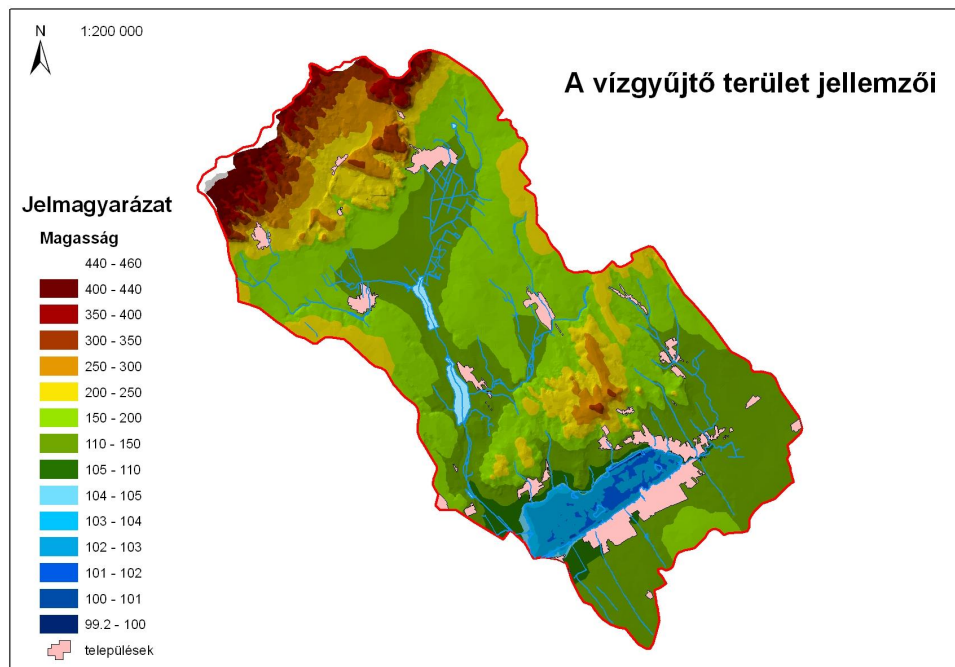 N
1:200 000
A vízgyűjtő terület jellemzői
Jelmagyarázat
Magasság
440 - 460
400 - 440
350 - 400
300 - 350
250 - 300
200 - 250
150 - 200
110 - 150
105 - 110
104 - 105
103 - 104
102 - 103
101 - 102
100 - 101
99.2 - 100
települések